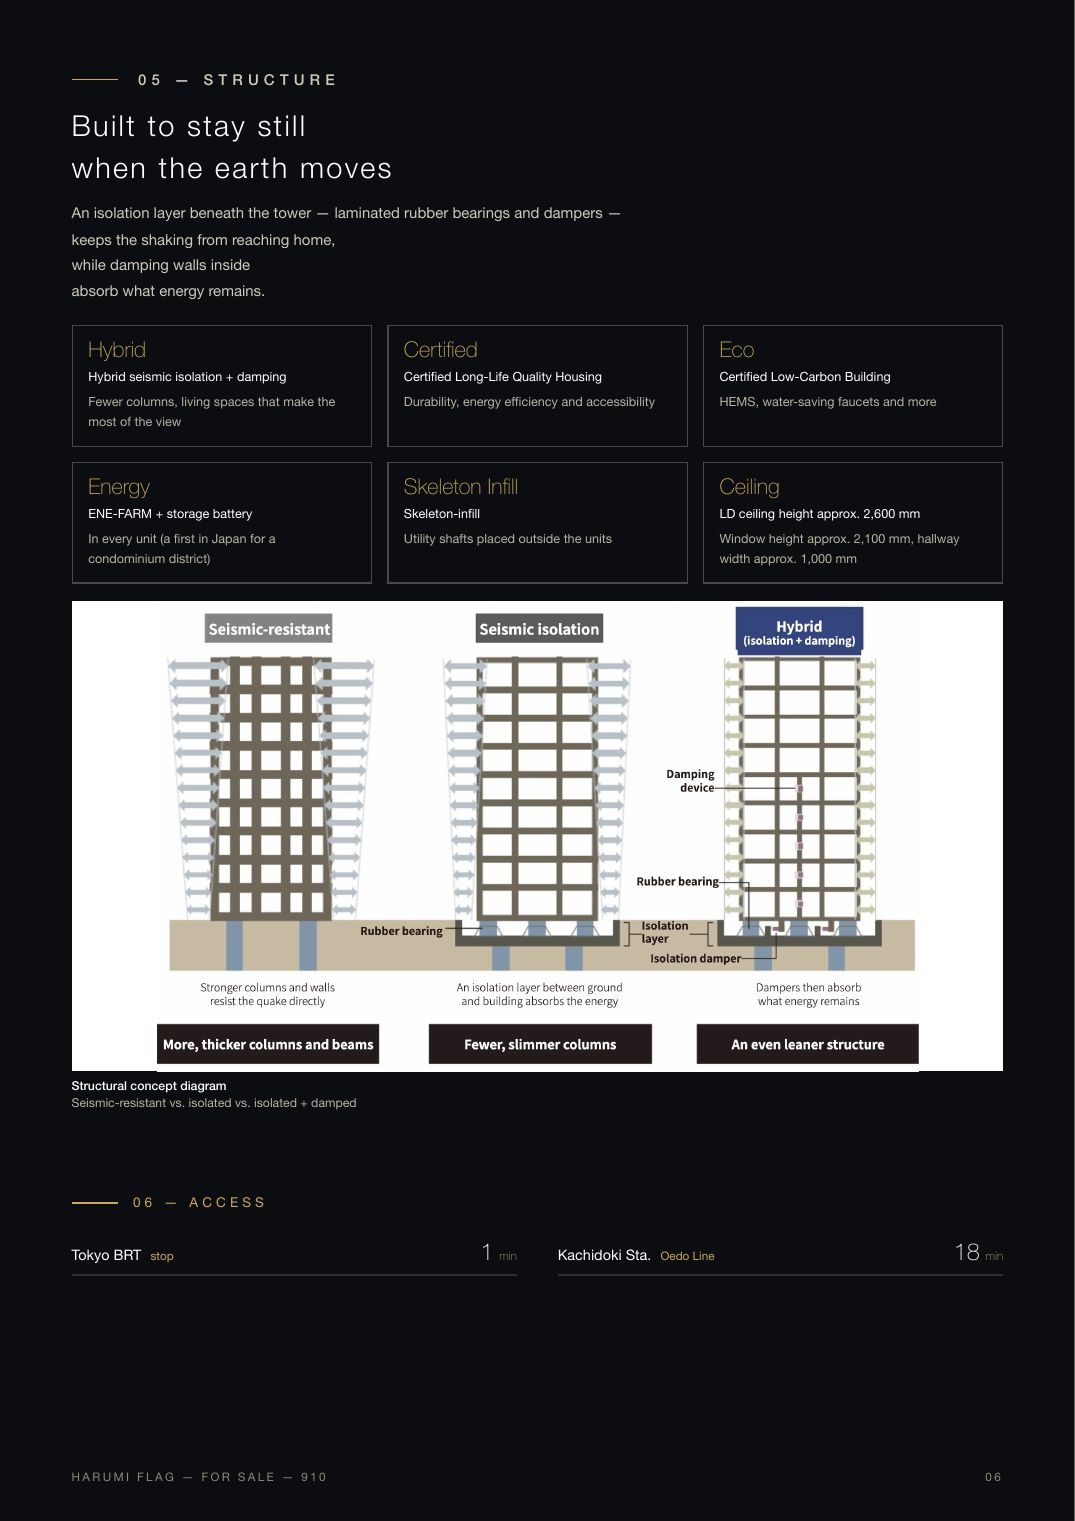 05 — STRUCTURE
Built to stay still
when the earth moves
An isolation layer beneath the tower — laminated rubber bearings and dampers —
keeps the shaking from reaching home,
while damping walls inside
absorb what energy remains.
Hybrid
Hybrid seismic isolation + damping
Fewer columns, living spaces that make the
most of the view
Certified
Certified Long-Life Quality Housing
Durability, energy efficiency and accessibility
Eco
Certified Low-Carbon Building
HEMS, water-saving faucets and more
Energy
ENE-FARM + storage battery
In every unit (a first in Japan for a
condominium district)
Skeleton Infill
Skeleton-infill
Utility shafts placed outside the units
Ceiling
LD ceiling height approx. 2,600 mm
Window height approx. 2,100 mm, hallway
width approx. 1,000 mm
Seismic-resistant
Seismic isolation
Hybrid
(isolation + damping)
Damping
device
Rubber bearing
Rubber bearing
Isolation
layer
Isolation damper
Stronger columns and walls
resist the quake directly
An isolation layer between ground
and building absorbs the energy
Dampers then absorb
what energy remains
More, thicker columns and beams
Fewer, slimmer columns
An even leaner structure
Structural concept diagram
Seismic-resistant vs. isolated vs. isolated + damped
06 — ACCESS
Tokyo BRT stop 1 min
Kachidoki Sta. Oedo Line 18 min
HARUMI FLAG — FOR SALE — 910
06